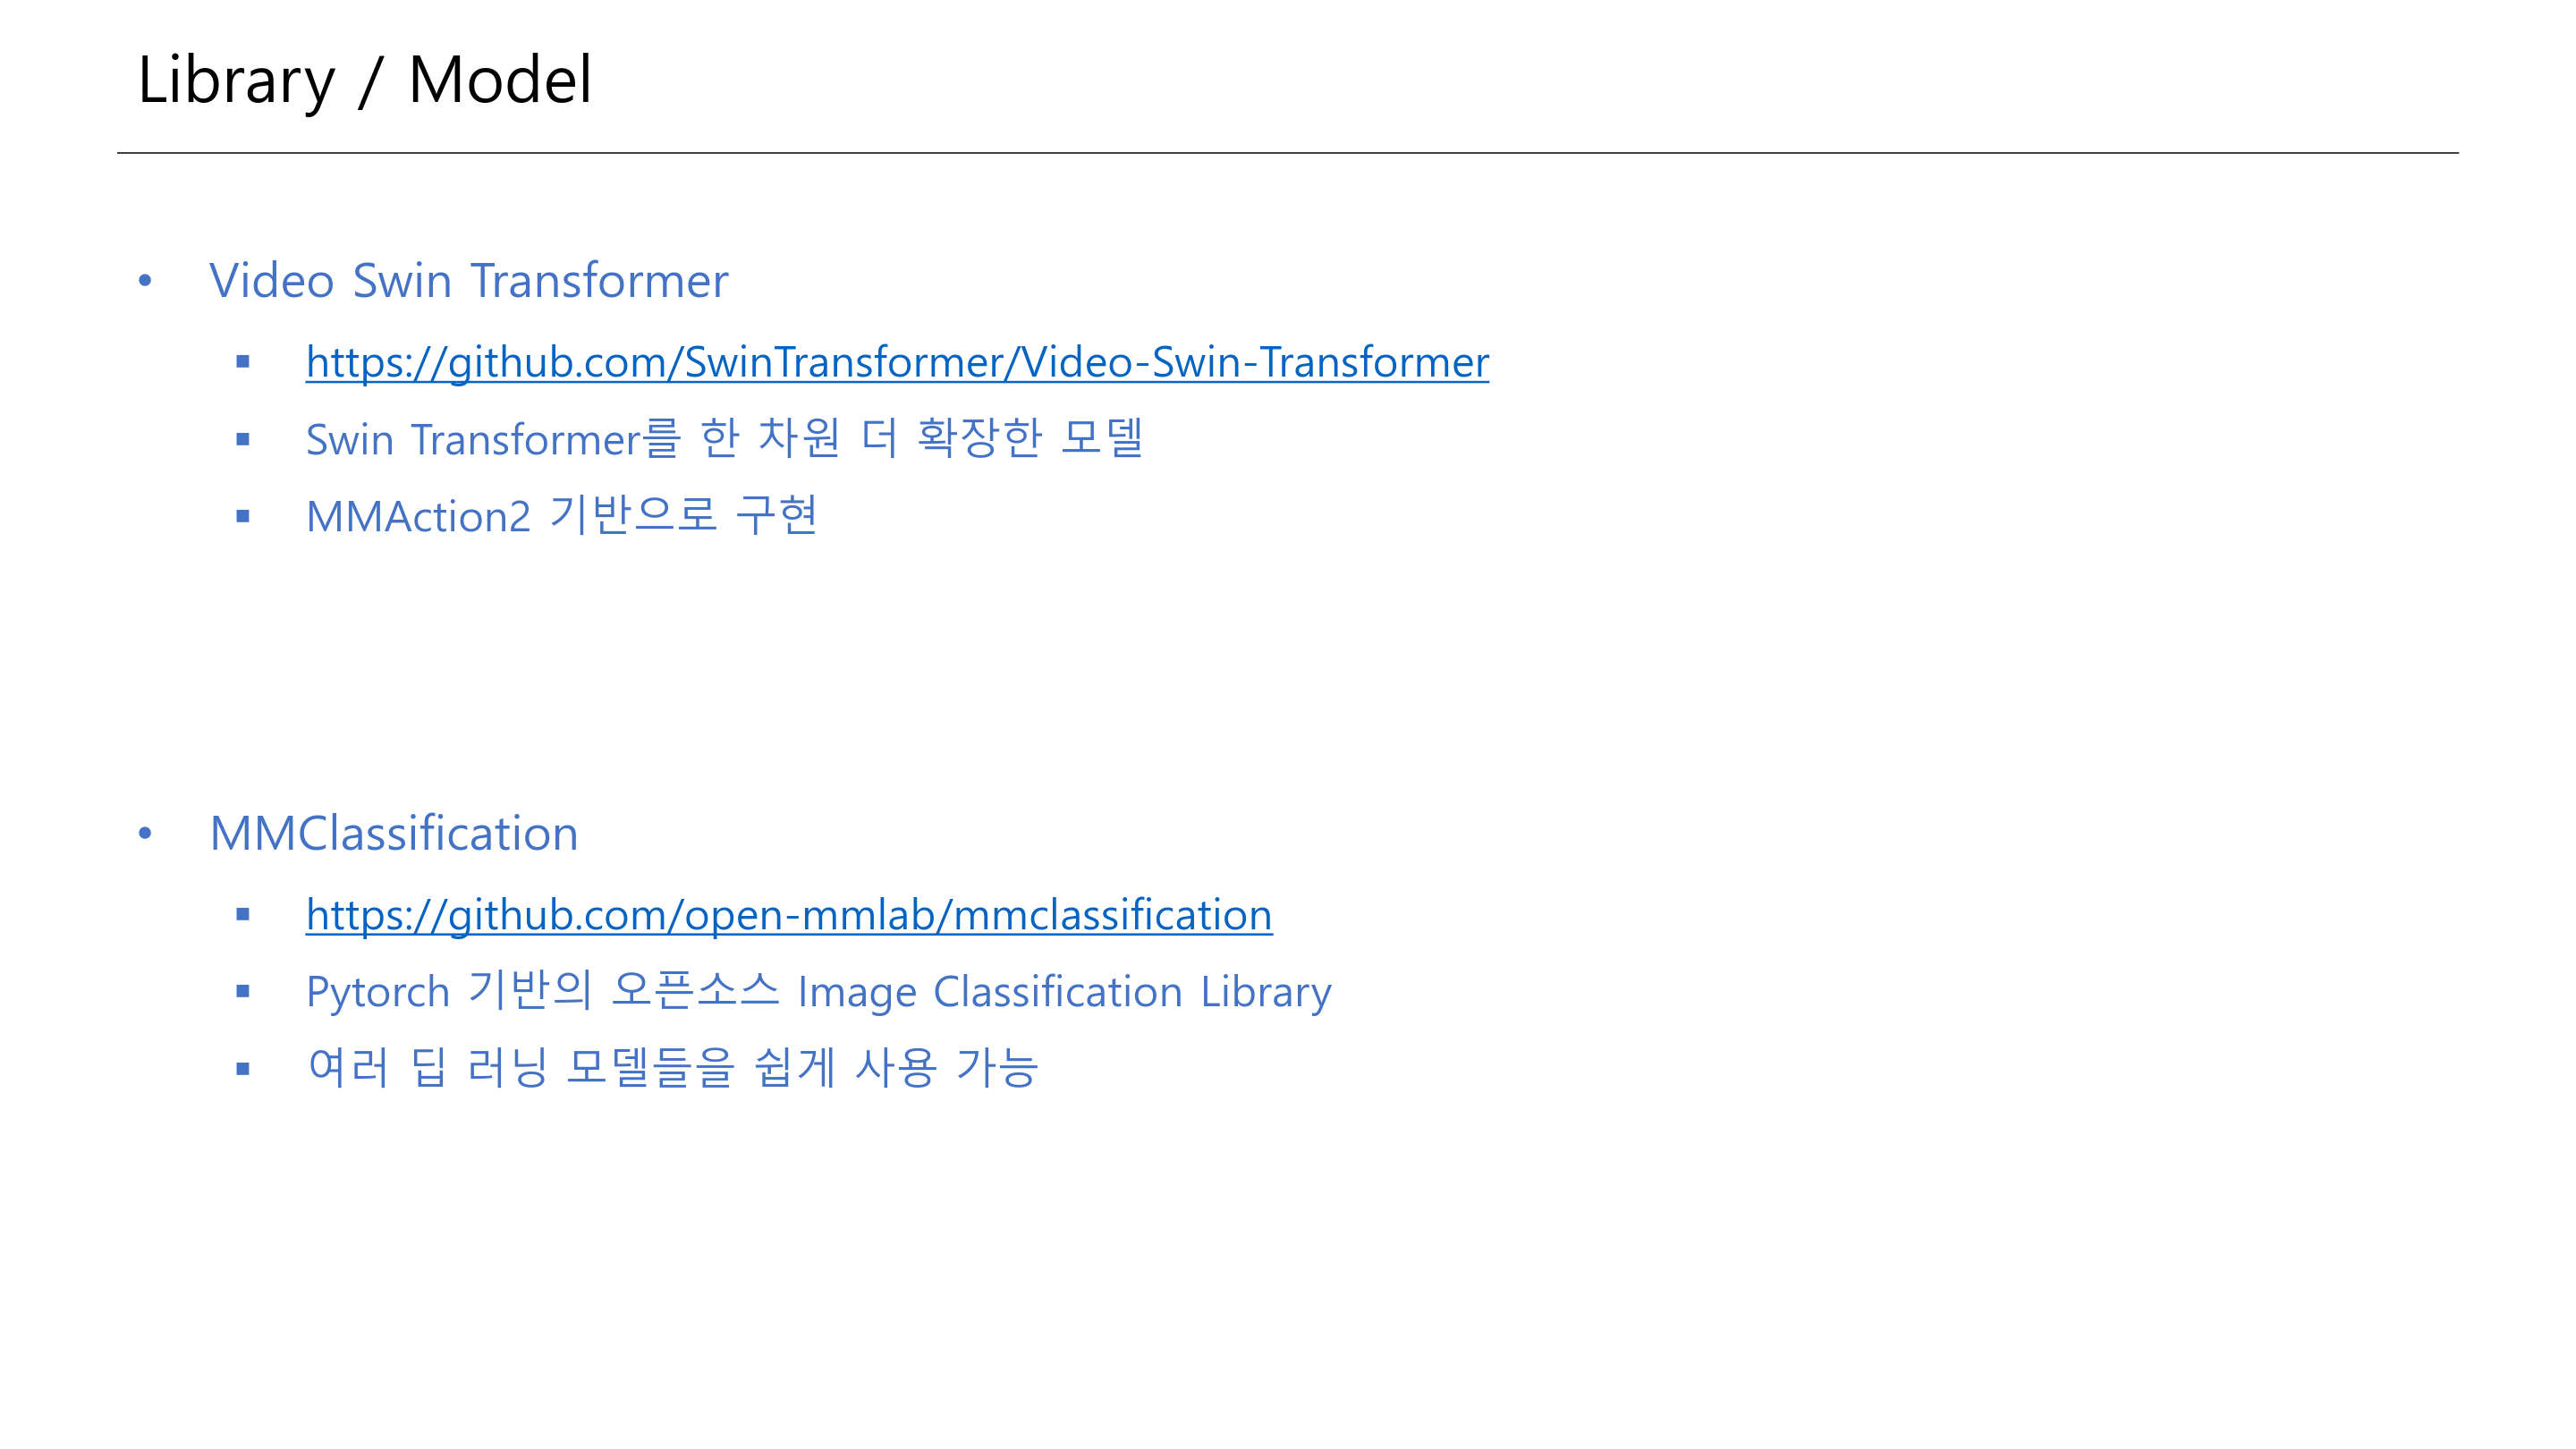 Library / Model
• Video Swin Transformer
▪ https://github.com/SwinTransformer/Video-Swin-Transformer
▪ Swin Transformer를 한 차원 더 확장한 모델
▪ MMAction2 기반으로 구현
• MMClassification
▪ https://github.com/open-mmlab/mmclassification
▪ Pytorch 기반의 오픈소스 Image Classification Library
▪ 여러 딥 러닝 모델들을 쉽게 사용 가능